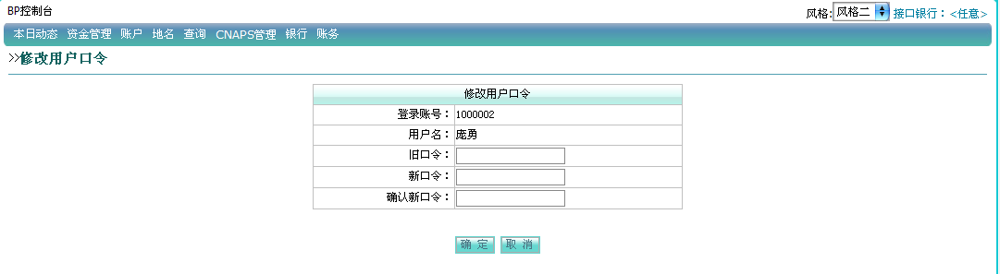 BP控制台 风格: 风格二 接口银行：<任意>
本日动态 资金管理 账户 地名 查询 CNAPS管理 银行 账务
>>修改用户口令
修改用户口令
登录账号： 1000002
用户名： 庞勇
旧口令：
新口令：
确认新口令：
确 定 取 消